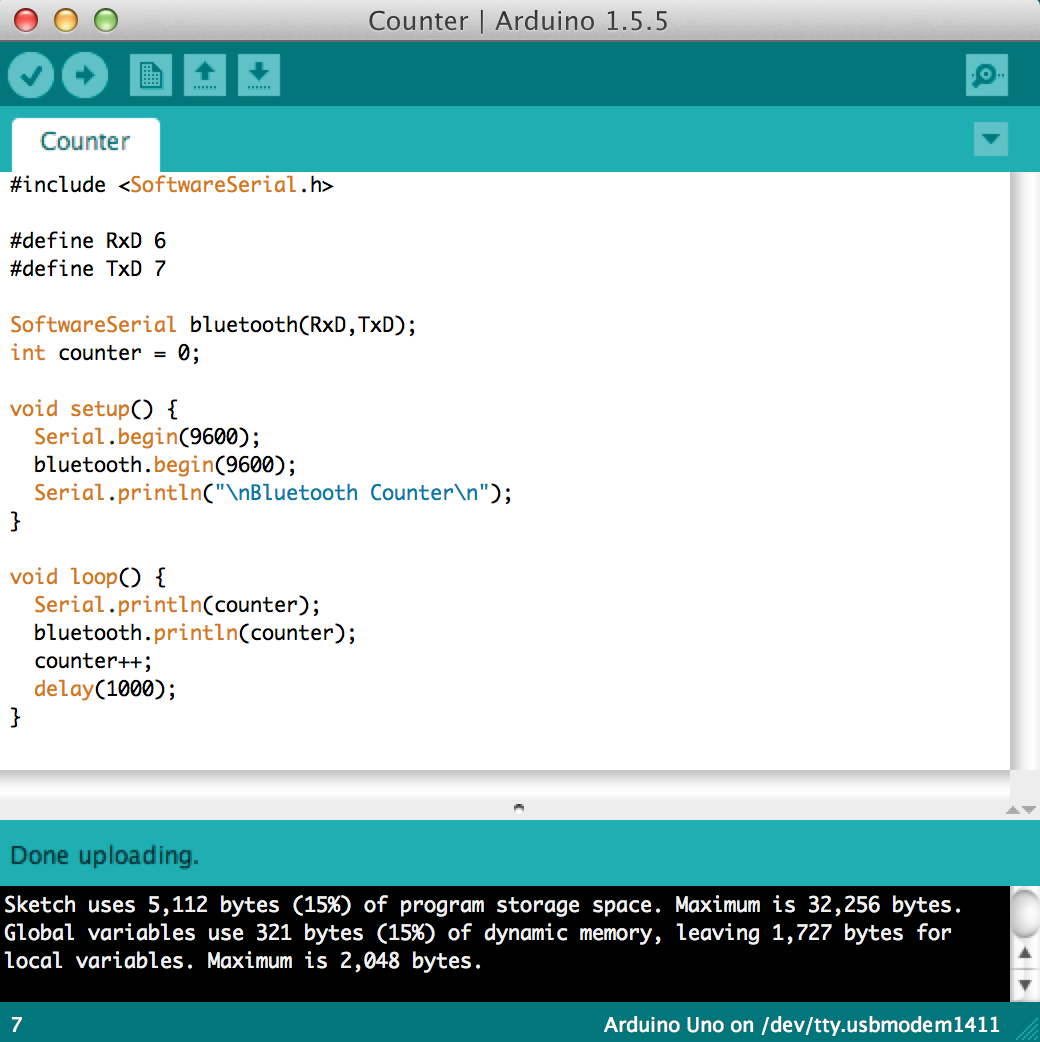 Counter | Arduino 1.5.5
Counter
#include <SoftwareSerial.h>

#define RxD 6
#define TxD 7

SoftwareSerial bluetooth(RxD,TxD);
int counter = 0;

void setup() {
  Serial.begin(9600);
  bluetooth.begin(9600);
  Serial.println("\nBluetooth Counter\n");
}

void loop() {
  Serial.println(counter);
  bluetooth.println(counter);
  counter++;
  delay(1000);
}
Done uploading.
Sketch uses 5,112 bytes (15%) of program storage space. Maximum is 32,256 bytes.
Global variables use 321 bytes (15%) of dynamic memory, leaving 1,727 bytes for
local variables. Maximum is 2,048 bytes.
7 Arduino Uno on /dev/tty.usbmodem1411